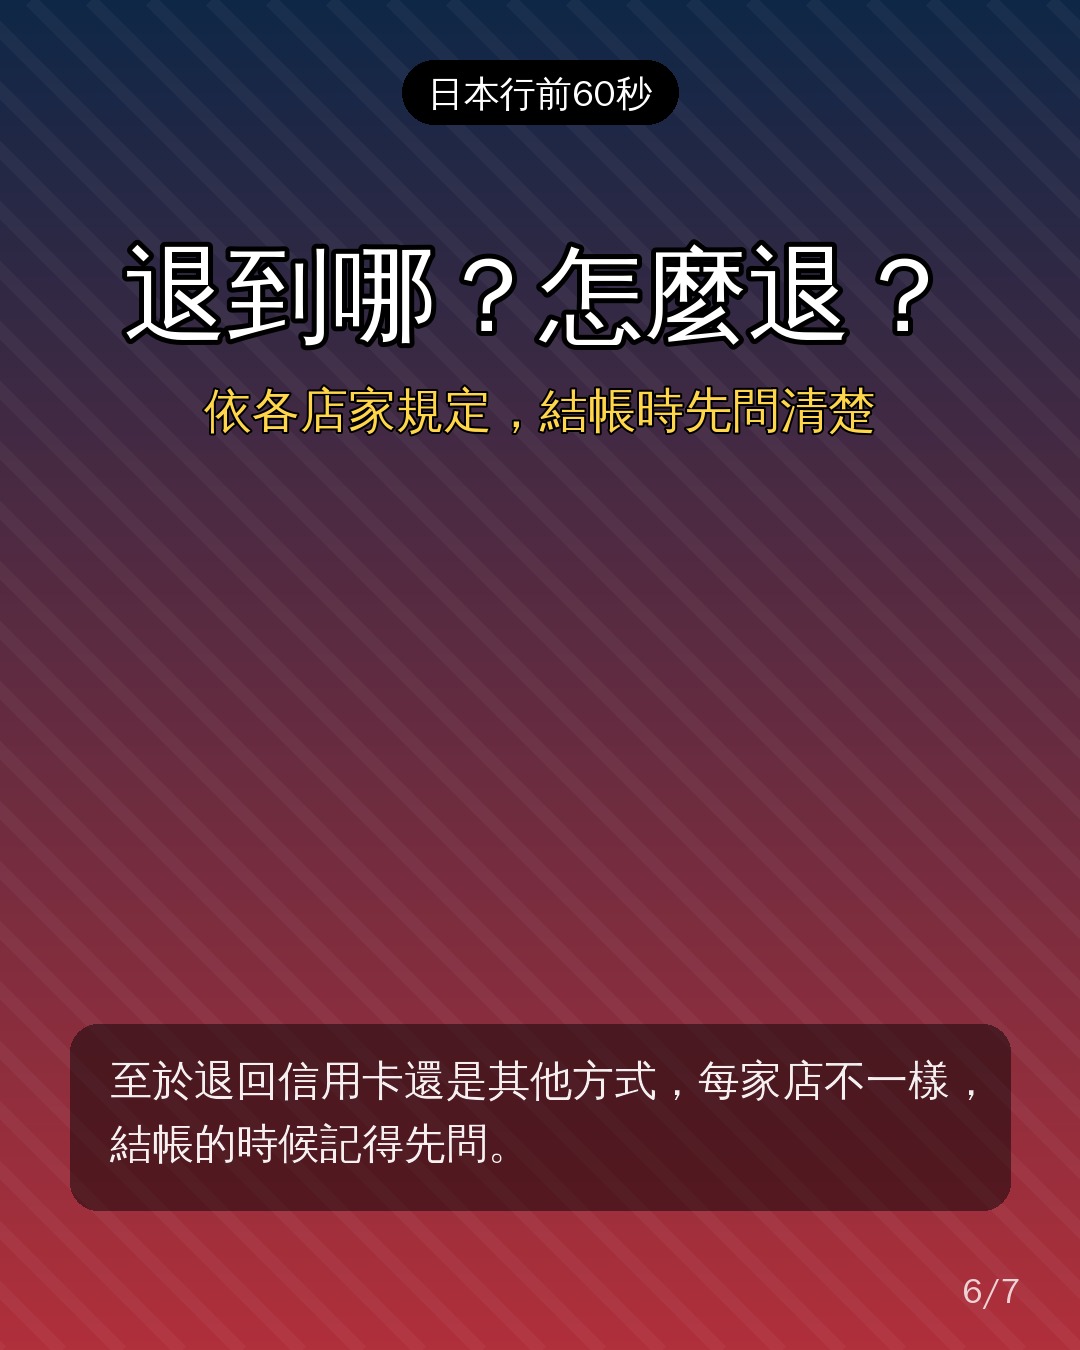 日本行前60秒
退到哪？怎麼退？
依各店家規定，結帳時先問清楚
至於退回信用卡還是其他方式，每家店不一樣，
結帳的時候記得先問。
6/7